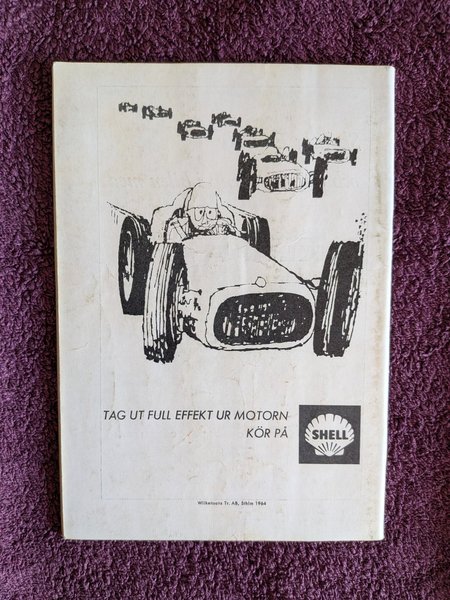 TAG UT FULL EFFEKT UR MOTORN
KÖR PÅ
SHELL
Wilkensons Tr. AB, Sthlm 1964